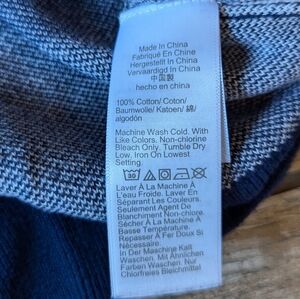 Made In China
Fabriqué En Chine
Hergestellt In China
Vervaardigd In China
中国製
hecho en china
100% Cotton/ Coton/
Baumwolle/ Katoen/ 綿/
algodón
Machine Wash Cold. With
Like Colors. Non-chlorine
Bleach Only. Tumble Dry
Low. Iron On Lowest
Setting.
30
Laver À La Machine À
L'eau Froide. Laver En
Séparant Les Couleurs.
Seulement Agent De
Blanchiment Non-chlore.
Sécher À La Machine À
Basse Température.
Repasser À Fer Doux Si
Nécessaire.
In Der Maschine Kalt
Waschen. Mit Ähnlichen
Farben Waschen. Nur
Chlorfreies Bleichmittel